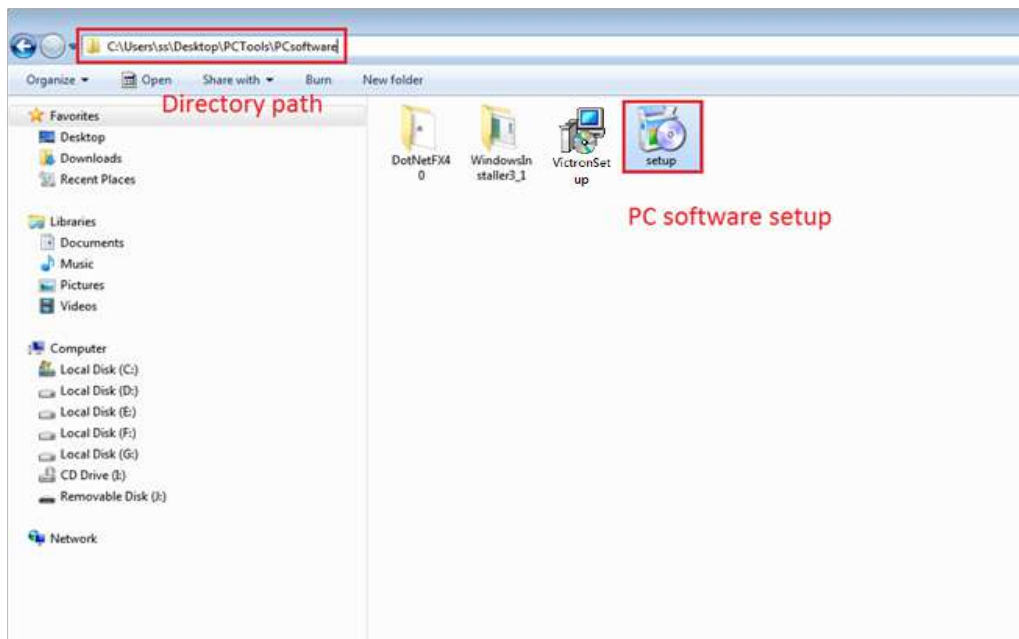 C:\Users\ss\Desktop\PCTools\PCsoftware
Organize
Open
Share with
Burn
New folder
Directory path
Favorites
Desktop
Downloads
Recent Places
Libraries
Documents
Music
Pictures
Videos
Computer
Local Disk (C:)
Local Disk (D:)
Local Disk (E:)
Local Disk (F:)
Local Disk (G:)
CD Drive (I:)
Removable Disk (J:)
Network
DotNetFX4
0
WindowsIn
staller3_1
VictronSet
up
setup
PC software setup